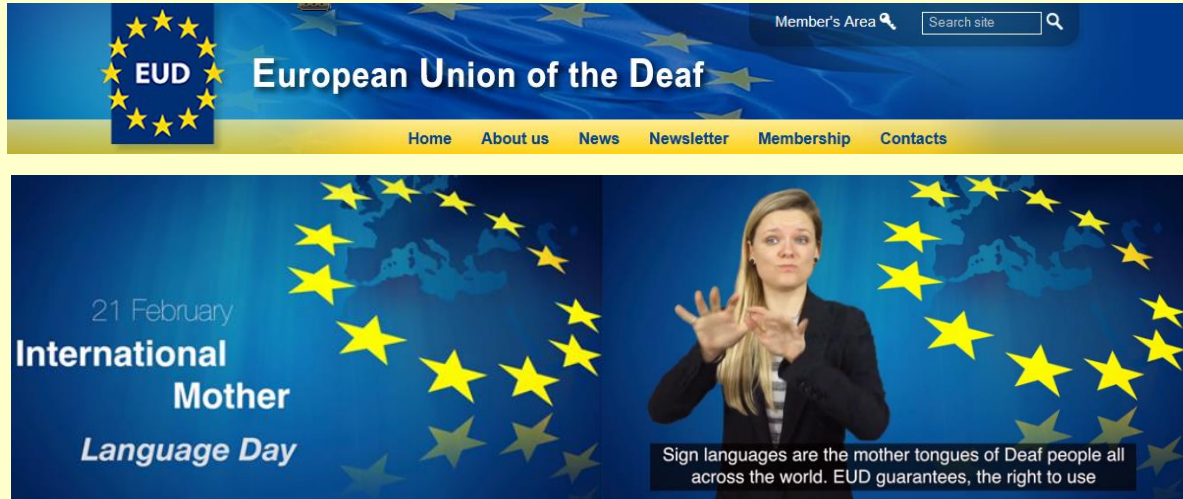 Member's Area
Search site
EUD
European Union of the Deaf
Home About us News Newsletter Membership Contacts
21 February
International
Mother
Language Day
Sign languages are the mother tongues of Deaf people all
across the world. EUD guarantees, the right to use